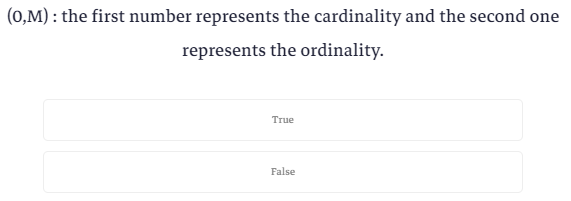 (0,M) : the first number represents the cardinality and the second one
represents the ordinality.
True
False